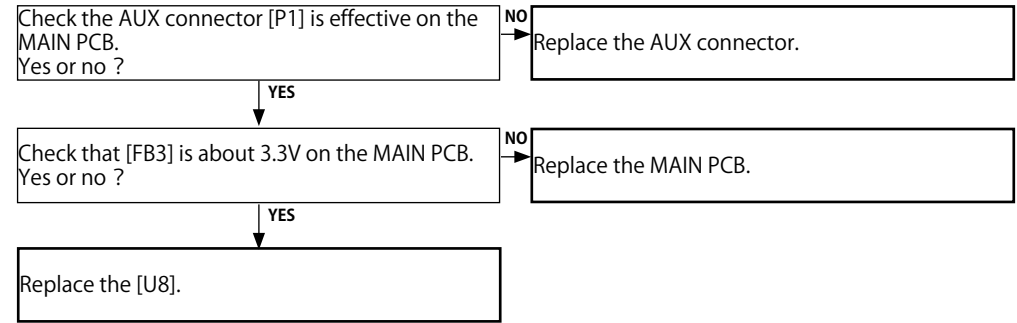 Check the AUX connector [P1] is effective on the
MAIN PCB.
Yes or no ?
NO
Replace the AUX connector.
YES
Check that [FB3] is about 3.3V on the MAIN PCB.
Yes or no ?
NO
Replace the MAIN PCB.
YES
Replace the [U8].